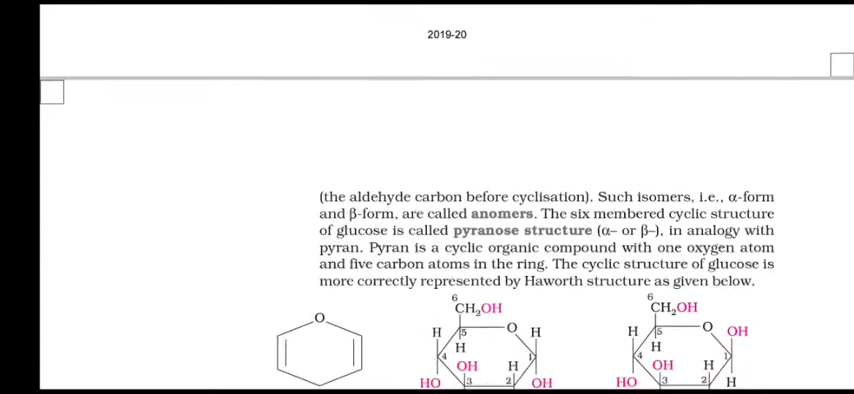 2019-20
(the aldehyde carbon before cyclisation). Such isomers, i.e., α-form
and β-form, are called anomers. The six membered cyclic structure
of glucose is called pyranose structure (α– or β–), in analogy with
pyran. Pyran is a cyclic organic compound with one oxygen atom
and five carbon atoms in the ring. The cyclic structure of glucose is
more correctly represented by Haworth structure as given below.
6 6
CH₂OH CH₂OH
O
H 5 O H H 5 O OH
H H
4 OH H 1 4 OH H 1
HO 3 2 OH HO 3 2 H